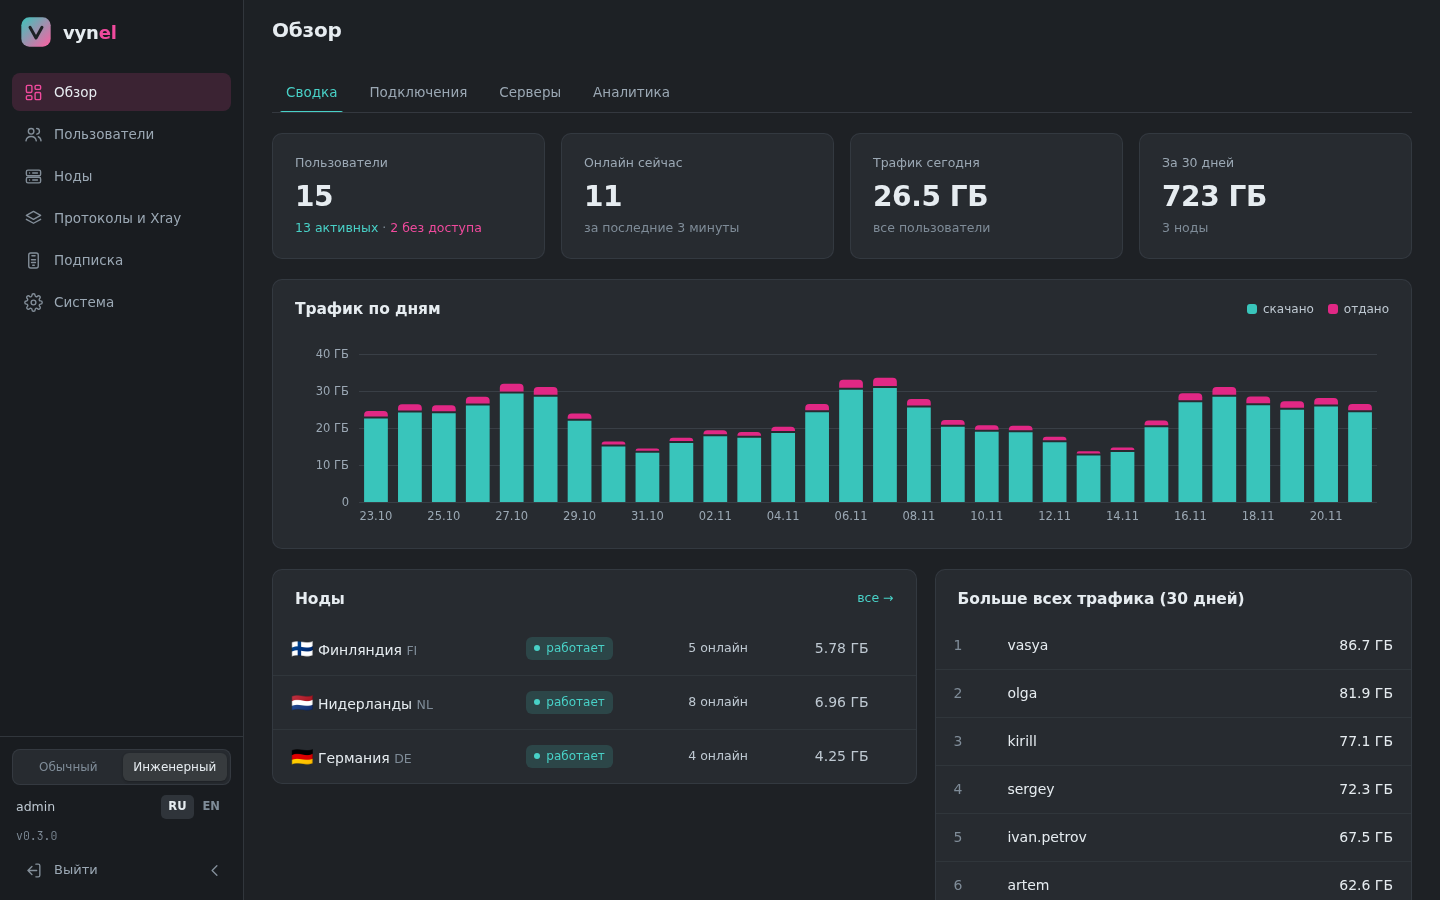 vynel
Обзор
Пользователи
Ноды
Протоколы и Xray
Подписка
Система
Обычный Инженерный
admin RU EN
v0.3.0
Выйти
Обзор
Сводка Подключения Серверы Аналитика
Пользователи
15
13 активных · 2 без доступа
Онлайн сейчас
11
за последние 3 минуты
Трафик сегодня
26.5 ГБ
все пользователи
За 30 дней
723 ГБ
3 ноды
Трафик по дням
скачано отдано
40 ГБ
30 ГБ
20 ГБ
10 ГБ
0
23.10 25.10 27.10 29.10 31.10 02.11 04.11 06.11 08.11 10.11 12.11 14.11 16.11 18.11 20.11
Ноды все →
Финляндия FI работает 5 онлайн 5.78 ГБ
Нидерланды NL работает 8 онлайн 6.96 ГБ
Германия DE работает 4 онлайн 4.25 ГБ
Больше всех трафика (30 дней)
1 vasya 86.7 ГБ
2 olga 81.9 ГБ
3 kirill 77.1 ГБ
4 sergey 72.3 ГБ
5 ivan.petrov 67.5 ГБ
6 artem 62.6 ГБ